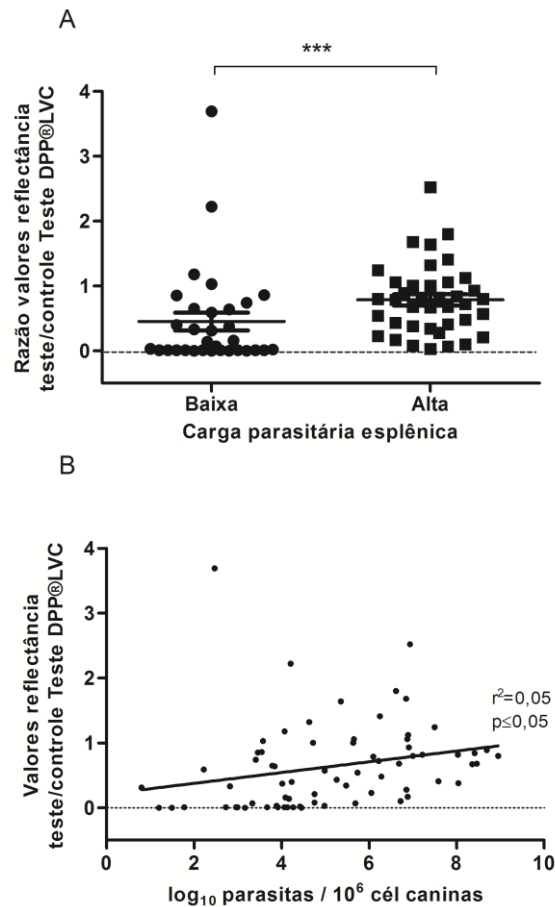 A
***
Razão valores reflectância
teste/controle Teste DPP®LVC
4
3
2
1
0
Baixa
Alta
Carga parasitária esplênica
B
Valores reflectância
teste/controle Teste DPP®LVC
4
3
2
1
0
r²=0,05
p≤0,05
0
2
4
6
8
10
log₁₀ parasitas / 10⁶ cél caninas